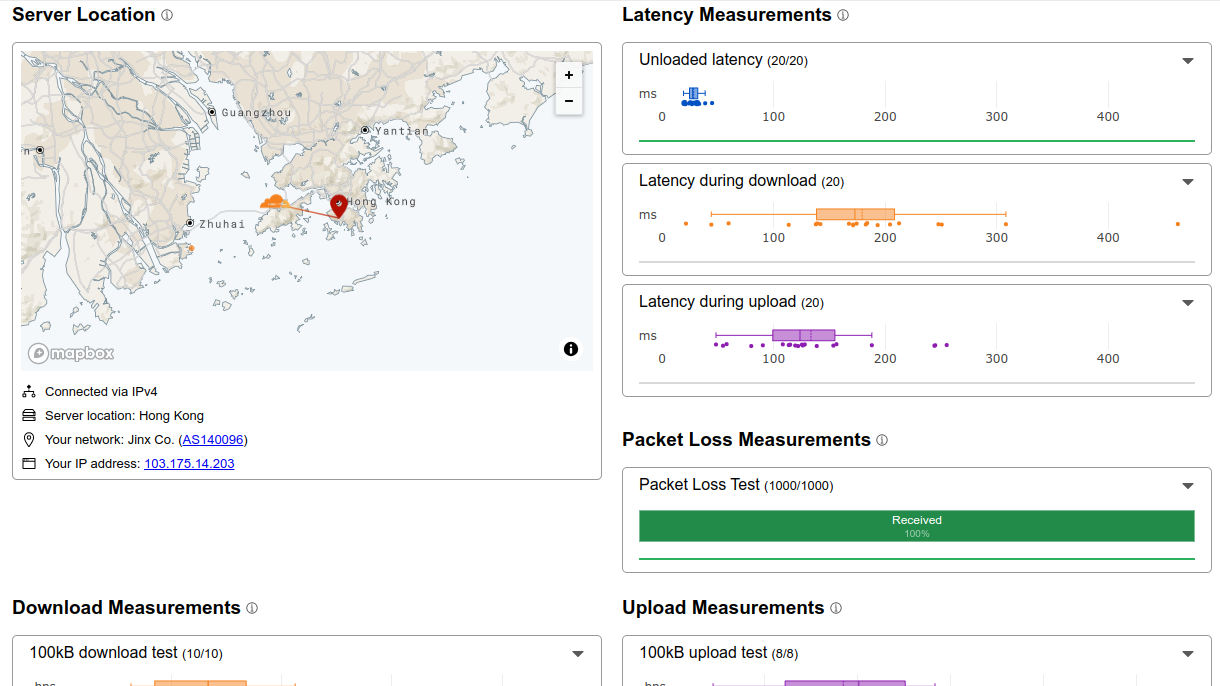 Server Location ⓘ
Guangzhou
Yantian
Hong Kong
Zhuhai
n
+
−
mapbox
Connected via IPv4
Server location: Hong Kong
Your network: Jinx Co. (AS140096)
Your IP address: 103.175.14.203
Latency Measurements ⓘ
Unloaded latency (20/20)
ms
0 100 200 300 400
Latency during download (20)
ms
0 100 200 300 400
Latency during upload (20)
ms
0 100 200 300 400
Packet Loss Measurements ⓘ
Packet Loss Test (1000/1000)
Received
100%
Download Measurements ⓘ
100kB download test (10/10)
bps
Upload Measurements ⓘ
100kB upload test (8/8)
bps